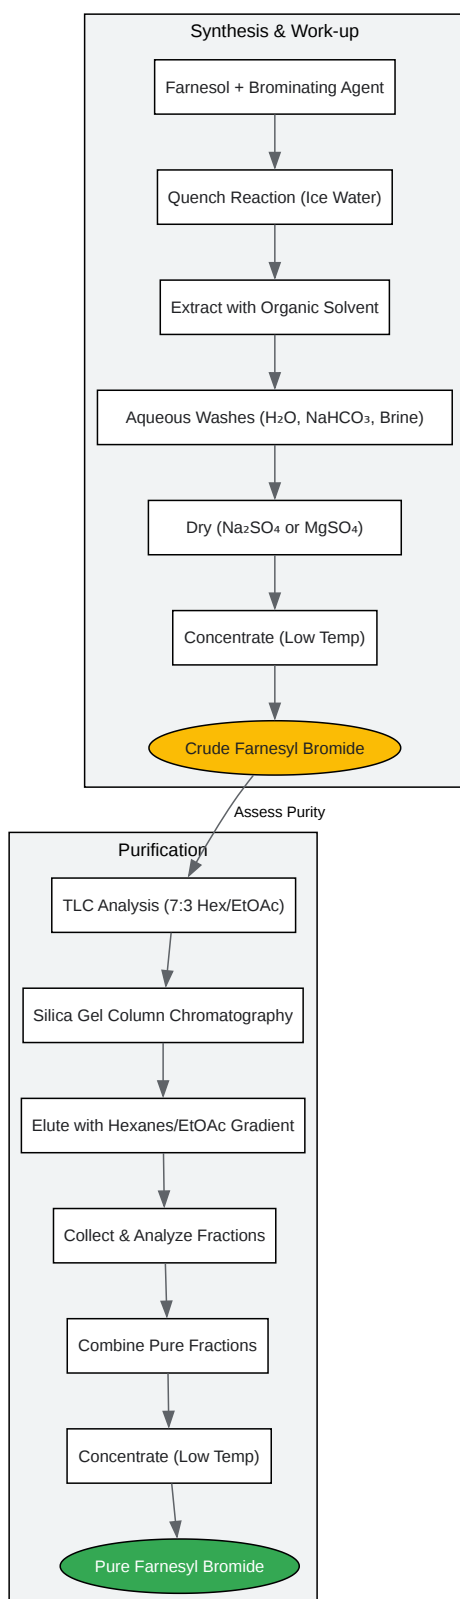 Synthesis & Work-up
Farnesol + Brominating Agent
Quench Reaction (Ice Water)
Extract with Organic Solvent
Aqueous Washes (H₂O, NaHCO₃, Brine)
Dry (Na₂SO₄ or MgSO₄)
Concentrate (Low Temp)
Crude Farnesyl Bromide
Assess Purity
Purification
TLC Analysis (7:3 Hex/EtOAc)
Silica Gel Column Chromatography
Elute with Hexanes/EtOAc Gradient
Collect & Analyze Fractions
Combine Pure Fractions
Concentrate (Low Temp)
Pure Farnesyl Bromide